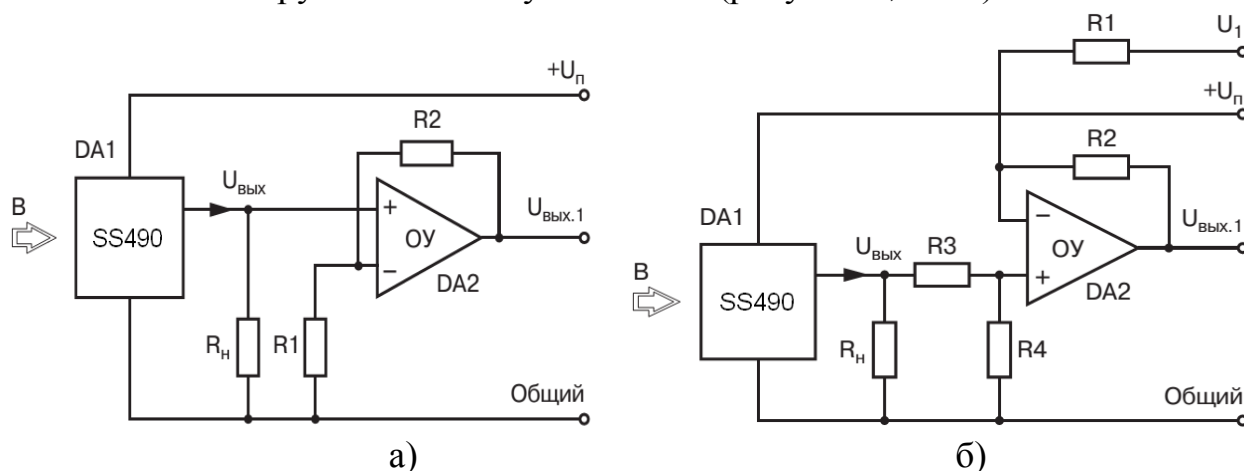 +Uп
R2
DA1
Uвых
B
SS490
+
ОУ
−
Uвых.1
DA2
Rн
R1
Общий
а)
R1
U1
+Uп
R2
DA1
Uвых
R3
B
SS490
−
ОУ
+
Uвых.1
DA2
Rн
R4
Общий
б)